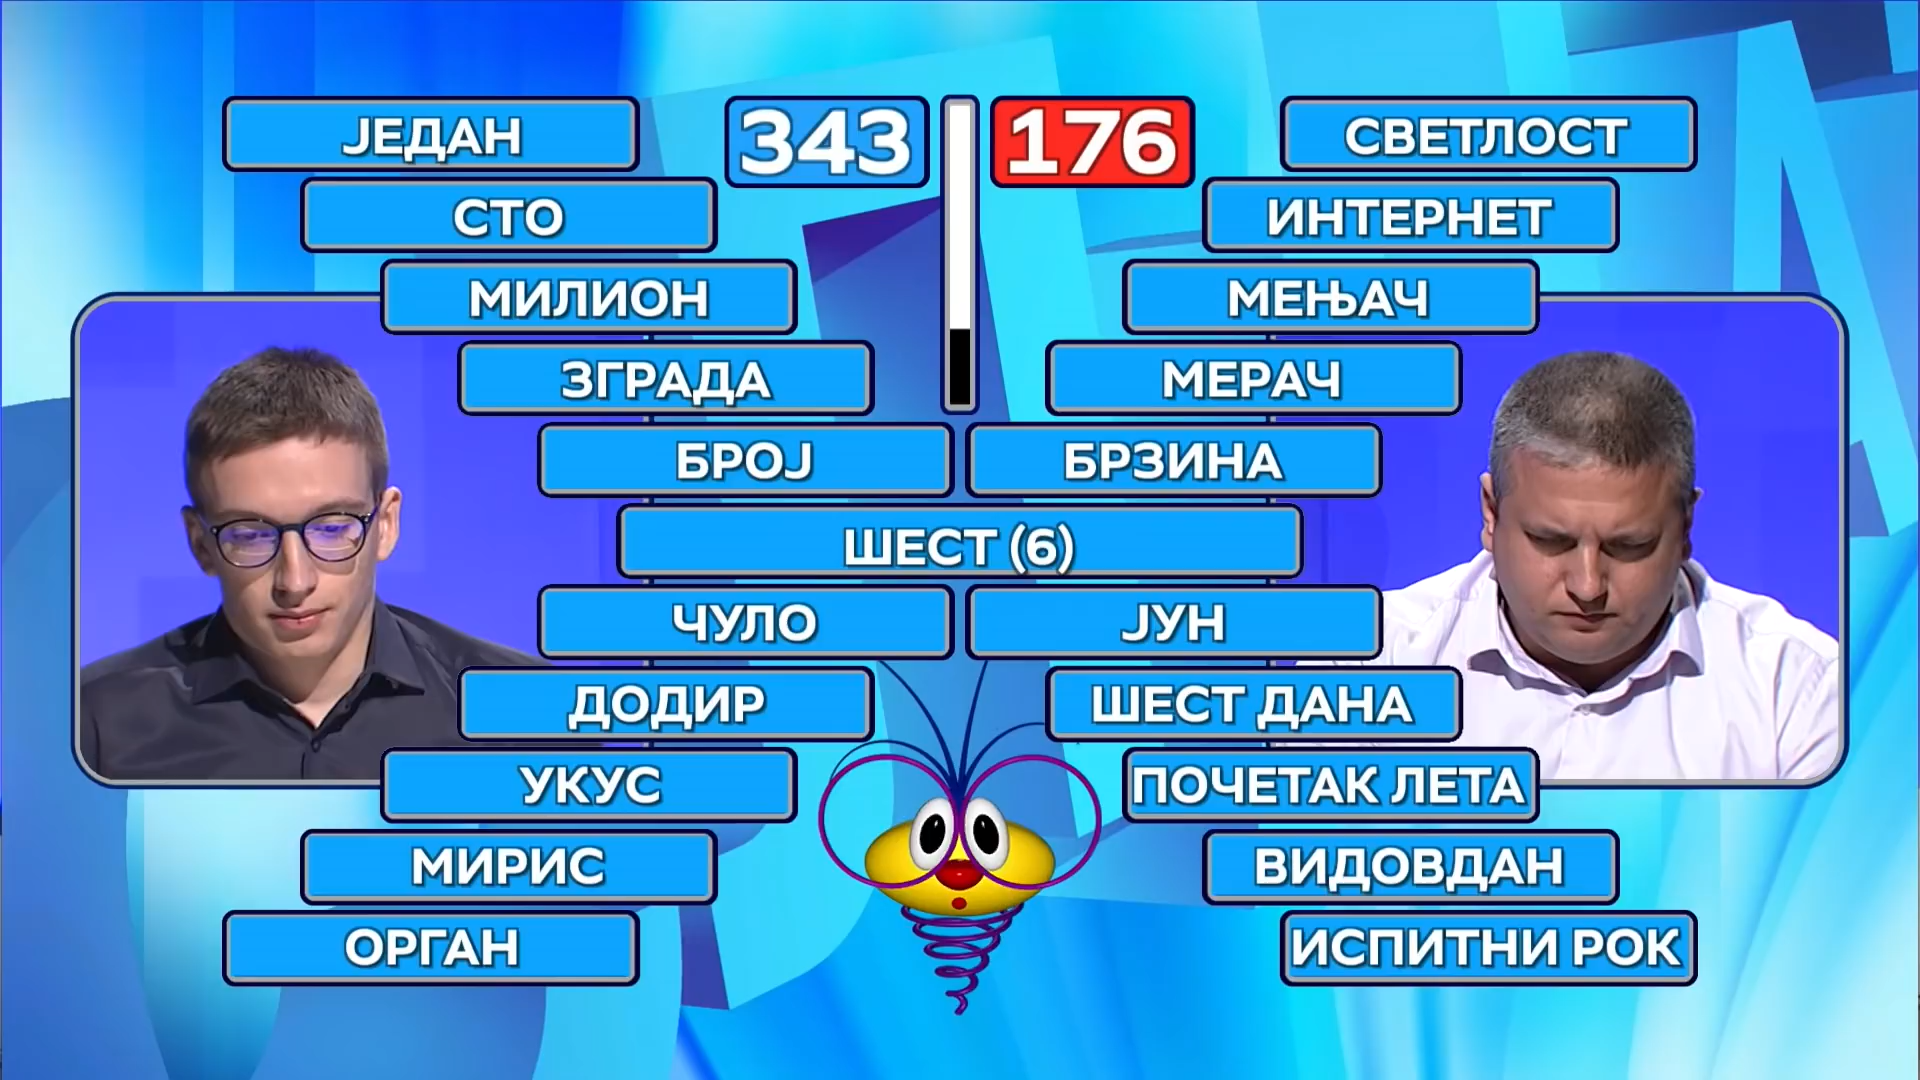 ЈЕДАН
343
176
СВЕТЛОСТ
СТО
ИНТЕРНЕТ
МИЛИОН
МЕЊАЧ
ЗГРАДА
МЕРАЧ
БРОЈ
БРЗИНА
ШЕСТ (6)
ЧУЛО
ЈУН
ДОДИР
ШЕСТ ДАНА
УКУС
ПОЧЕТАК ЛЕТА
МИРИС
ВИДОВДАН
ОРГАН
ИСПИТНИ РОК